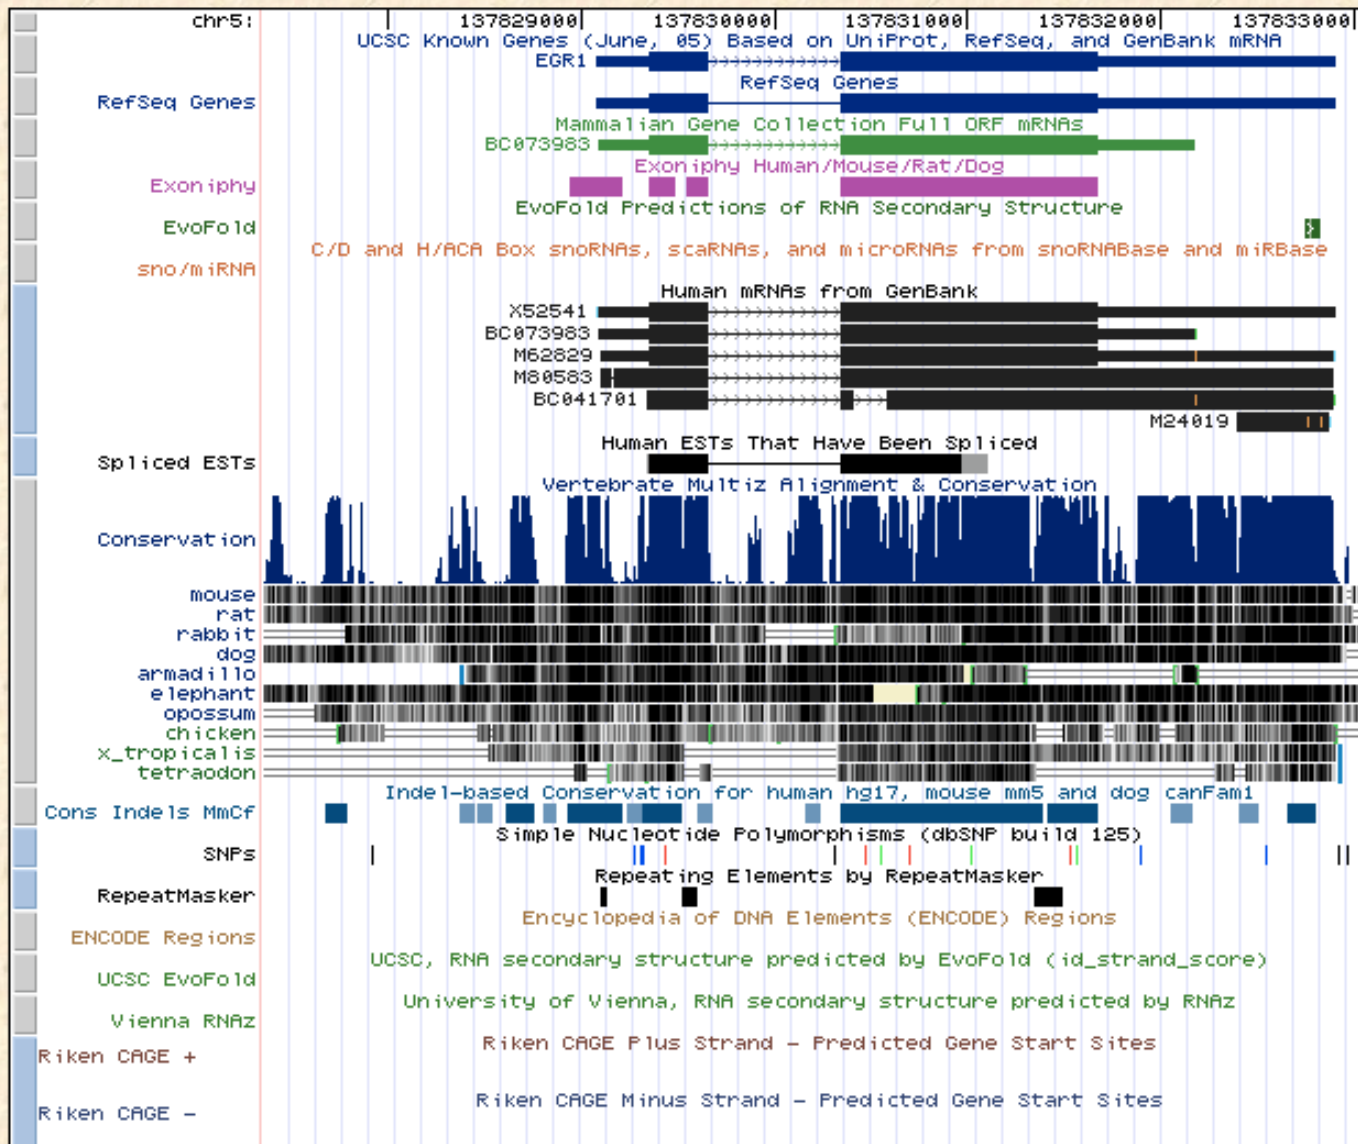 chr5: 137829000| 137830000| 137831000| 137832000| 137833000|
UCSC Known Genes (June, 05) Based on UniProt, RefSeq, and GenBank mRNA
EGR1
RefSeq Genes
RefSeq Genes
Mammalian Gene Collection Full ORF mRNAs
BC073983
Exoniphy Human/Mouse/Rat/Dog
Exoniphy
EvoFold Predictions of RNA Secondary Structure
EvoFold
C/D and H/ACA Box snoRNAs, scaRNAs, and microRNAs from snoRNABase and miRBase
sno/miRNA
Human mRNAs from GenBank
X52541
BC073983
M62829
M80583
BC041701
M24019
Human ESTs That Have Been Spliced
Spliced ESTs
Vertebrate Multiz Alignment & Conservation
Conservation
mouse
rat
rabbit
dog
armadillo
elephant
opossum
chicken
x_tropicalis
tetraodon
Indel-based Conservation for human hg17, mouse mm5 and dog canFam1
Cons Indels MmCf
Simple Nucleotide Polymorphisms (dbSNP build 125)
SNPs
Repeating Elements by RepeatMasker
RepeatMasker
Encyclopedia of DNA Elements (ENCODE) Regions
ENCODE Regions
UCSC, RNA secondary structure predicted by EvoFold (id_strand_score)
UCSC EvoFold
University of Vienna, RNA secondary structure predicted by RNAz
Vienna RNAz
Riken CAGE Plus Strand - Predicted Gene Start Sites
Riken CAGE +
Riken CAGE Minus Strand - Predicted Gene Start Sites
Riken CAGE -